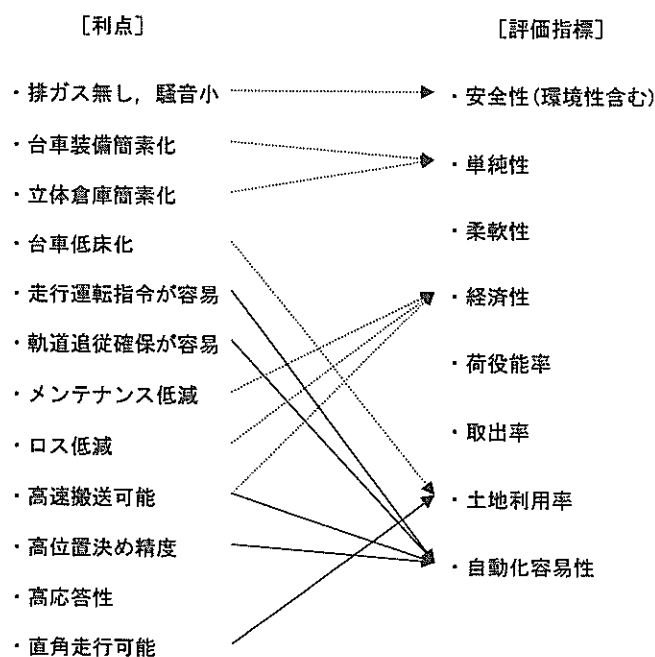 [利点]
・排ガス無し，騒音小
・台車装備簡素化
・立体倉庫簡素化
・台車低床化
・走行運転指令が容易
・軌道追従確保が容易
・メンテナンス低減
・ロス低減
・高速搬送可能
・高位置決め精度
・高応答性
・直角走行可能
[評価指標]
・安全性(環境性含む)
・単純性
・柔軟性
・経済性
・荷役能率
・取出率
・土地利用率
・自動化容易性